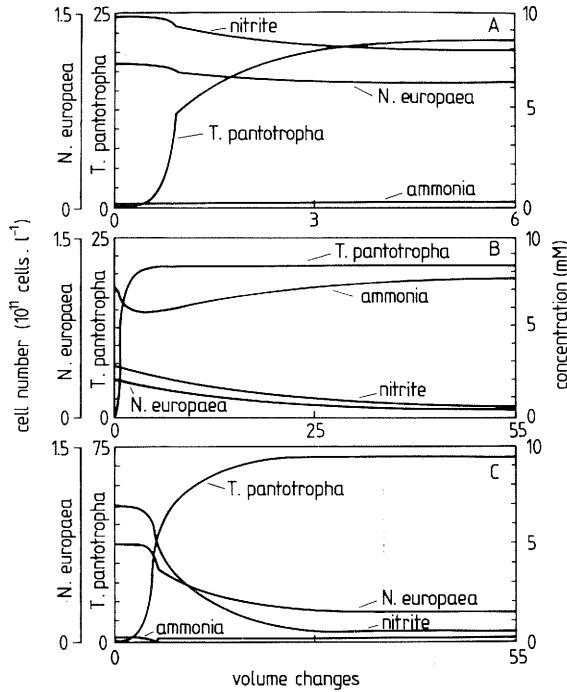 A
nitrite
N. europaea
T. pantotropha
ammonia
25
0
1.5
0
10
5
0
0
3
6
N. europaea
T. pantotropha
B
T. pantotropha
ammonia
nitrite
N. europaea
25
0
1.5
0
10
5
0
0
25
55
N. europaea
T. pantotropha
C
T. pantotropha
N. europaea
nitrite
ammonia
75
0
1.5
0
10
5
0
0
55
N. europaea
T. pantotropha
cell number (10¹¹ cells . l⁻¹)
concentration (mM)
volume changes